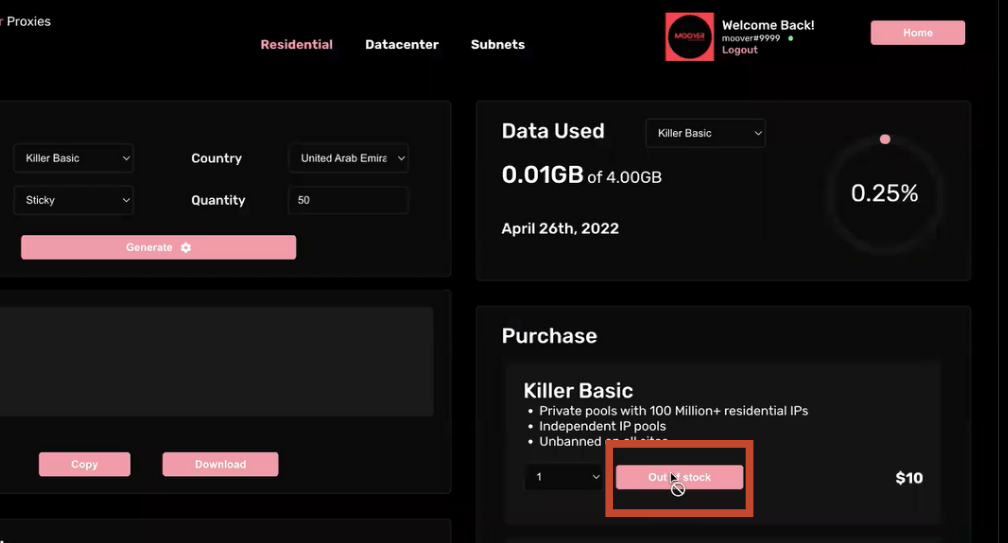 r Proxies
Residential
Datacenter
Subnets
MOOVER
Welcome Back!
moover#9999
Logout
Home
Killer Basic
Country
United Arab Emira
Sticky
Quantity
50
Generate
Copy
Download
Data Used
Killer Basic
0.01GB of 4.00GB
0.25%
April 26th, 2022
Purchase
Killer Basic
• Private pools with 100 Million+ residential IPs
• Independent IP pools
• Unbanned on all sites
1
Out of stock
$10